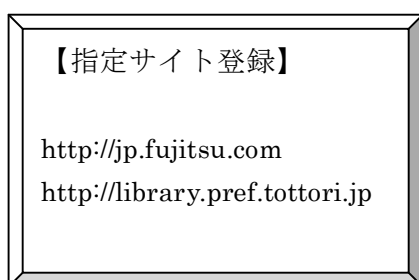 【指定サイト登録】
http://jp.fujitsu.com
http://library.pref.tottori.jp